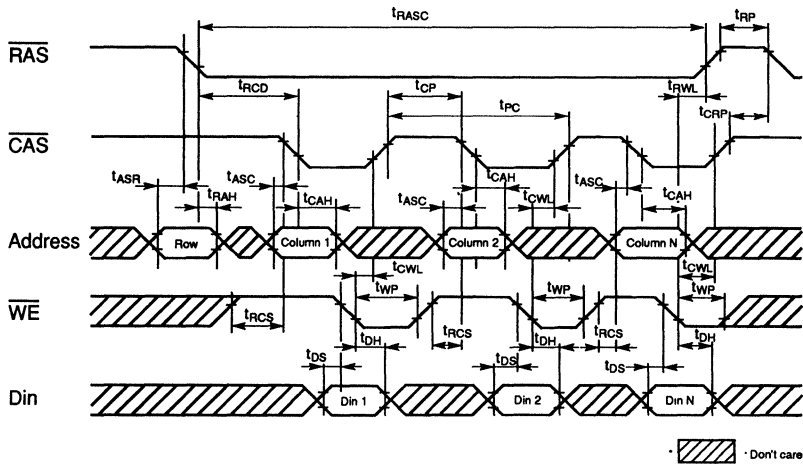 tRASC
tRP
RAS
tRCD
tCP
tRWL
tPC
tCRP
CAS
tASR
tASC
tCAH
tRAH
tCAH
tASC
tCWL
tASC
tCAH
Address
Row
Column 1
Column 2
Column N
tCWL
tCWL
tWP
tWP
tWP
WE
tRCS
tRCS
tRCS
tDH
tDH
tDH
tDS
tDS
tDS
Din
Din 1
Din 2
Din N
Don't care